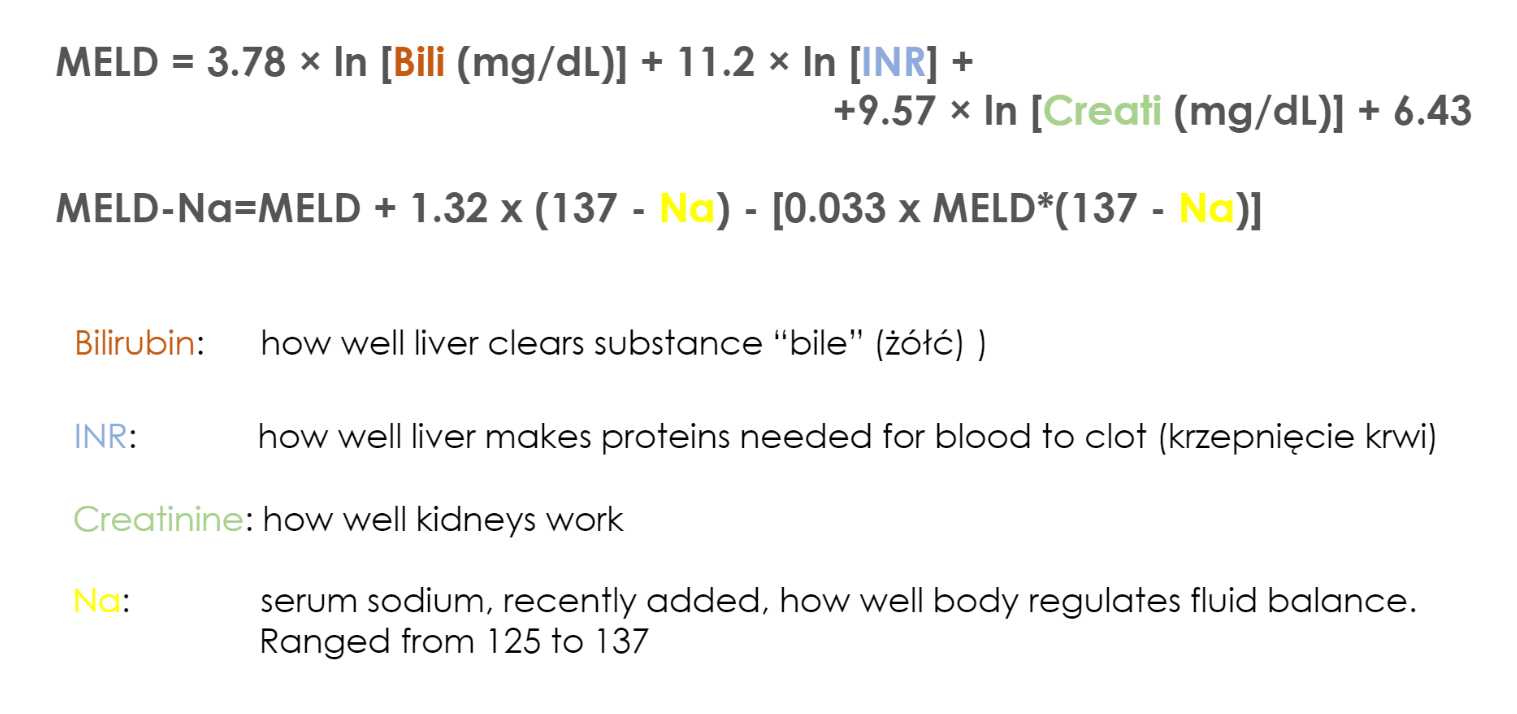 MELD = 3.78 × ln [Bili (mg/dL)] + 11.2 × ln [INR] +
+9.57 × ln [Creati (mg/dL)] + 6.43
MELD-Na=MELD + 1.32 x (137 - Na) - [0.033 x MELD*(137 - Na)]
Bilirubin: how well liver clears substance “bile” (żółć) )
INR: how well liver makes proteins needed for blood to clot (krzepnięcie krwi)
Creatinine: how well kidneys work
Na: serum sodium, recently added, how well body regulates fluid balance.
Ranged from 125 to 137